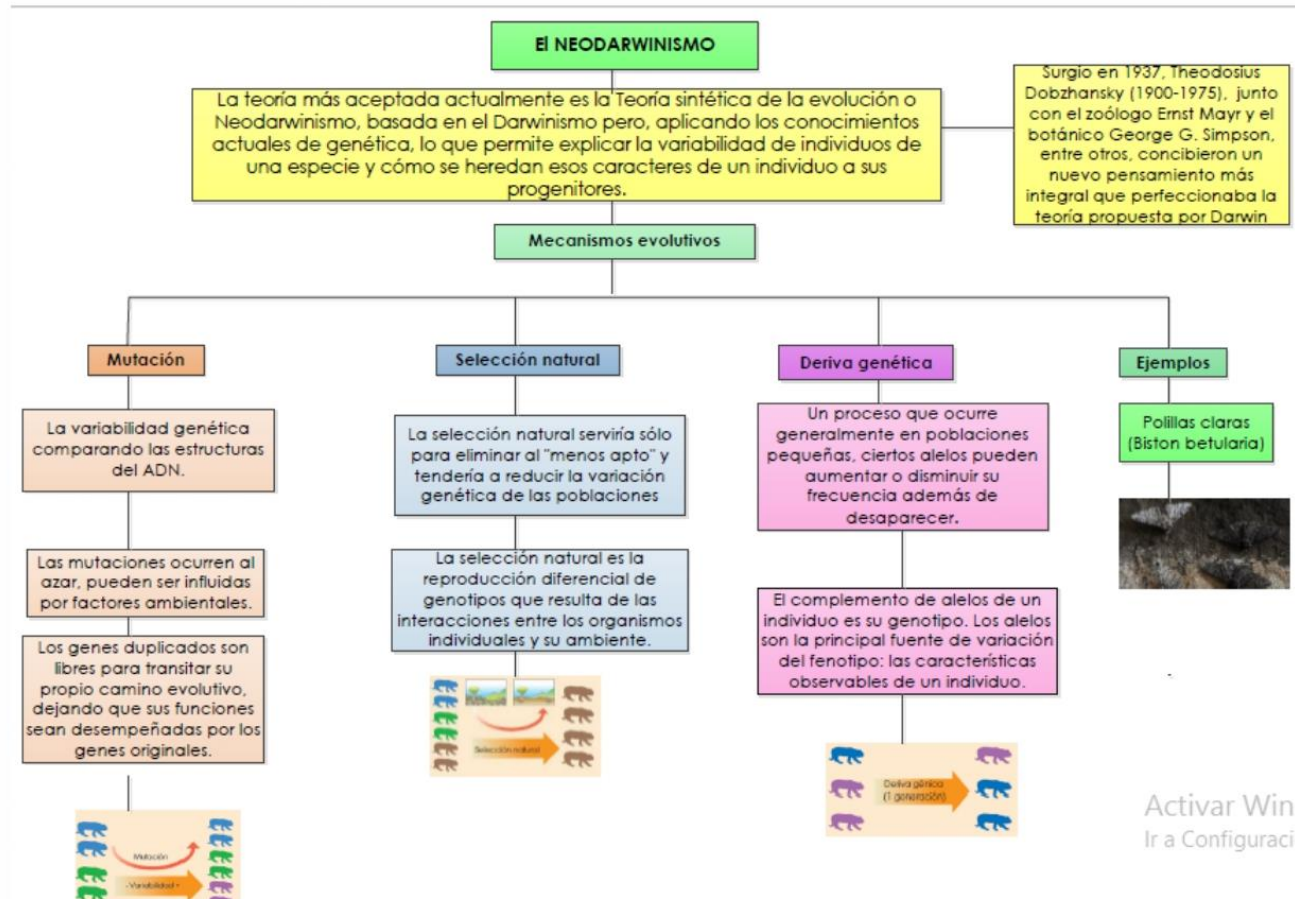 El NEODARWINISMO
La teoría más aceptada actualmente es la Teoría sintética de la evolución o
Neodarwinismo, basada en el Darwinismo pero, aplicando los conocimientos
actuales de genética, lo que permite explicar la variabilidad de individuos de
una especie y cómo se heredan esos caracteres de un individuo a sus
progenitores.
Surgio en 1937, Theodosius
Dobzhansky (1900-1975), junto
con el zoólogo Ernst Mayr y el
botánico George G. Simpson,
entre otros, concibieron un
nuevo pensamiento más
integral que perfeccionaba la
teoría propuesta por Darwin
Mecanismos evolutivos
Mutación
La variabilidad genética
comparando las estructuras
del ADN.
Las mutaciones ocurren al
azar, pueden ser influidas
por factores ambientales.
Los genes duplicados son
libres para transitar su
propio camino evolutivo,
dejando que sus funciones
sean desempeñadas por los
genes originales.
Mutación
- Variabilidad +
Selección natural
La selección natural serviría sólo
para eliminar al "menos apto" y
tendería a reducir la variación
genética de las poblaciones
La selección natural es la
reproducción diferencial de
genotipos que resulta de las
interacciones entre los organismos
individuales y su ambiente.
Selección natural
Deriva genética
Un proceso que ocurre
generalmente en poblaciones
pequeñas, ciertos alelos pueden
aumentar o disminuir su
frecuencia además de
desaparecer.
El complemento de alelos de un
individuo es su genotipo. Los alelos
son la principal fuente de variación
del fenotipo: las características
observables de un individuo.
Deriva génica
(1 generación)
Ejemplos
Polillas claras
(Biston betularia)
Activar Win
Ir a Configuraci